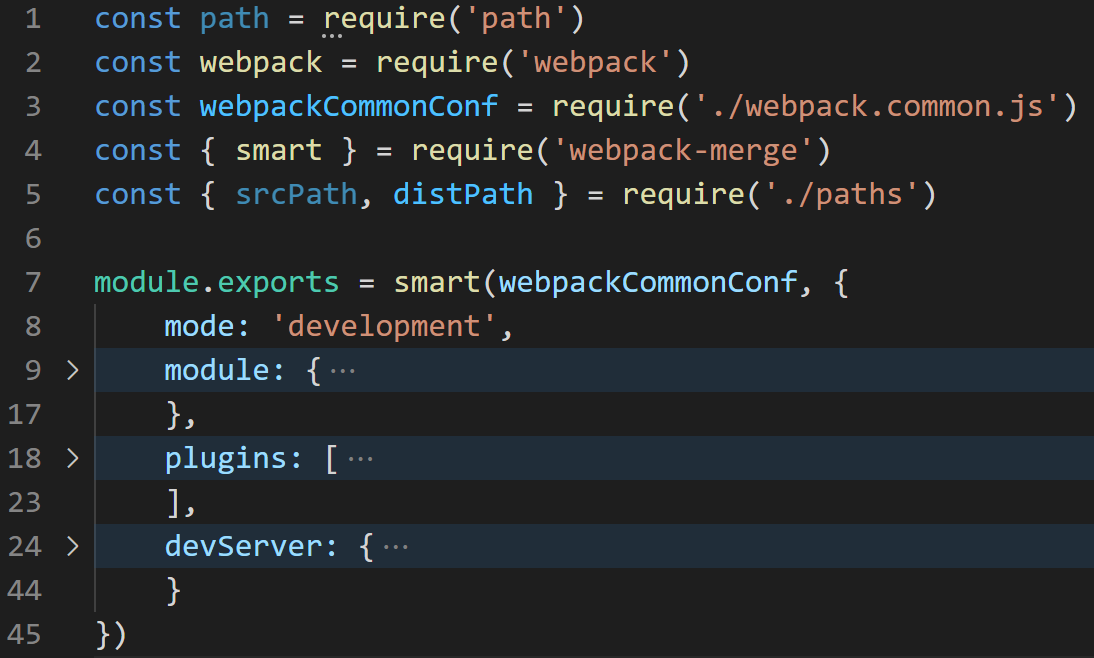 1 const path = require('path')
2 const webpack = require('webpack')
3 const webpackCommonConf = require('./webpack.common.js')
4 const { smart } = require('webpack-merge')
5 const { srcPath, distPath } = require('./paths')
6
7 module.exports = smart(webpackCommonConf, {
8     mode: 'development',
9 >     module: {···
17     },
18 >     plugins: [···
23     ],
24 >     devServer: {···
44     }
45 })